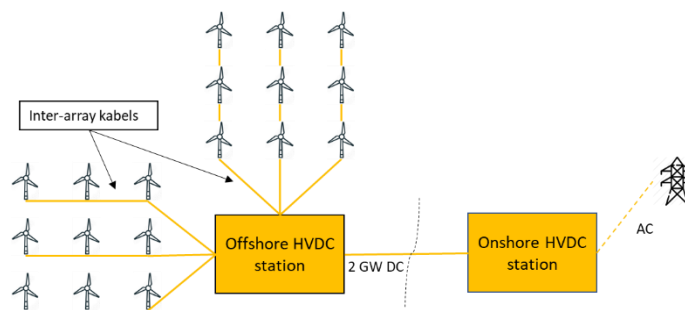 Inter-array kabels
Offshore HVDC
station
2 GW DC
Onshore HVDC
station
AC